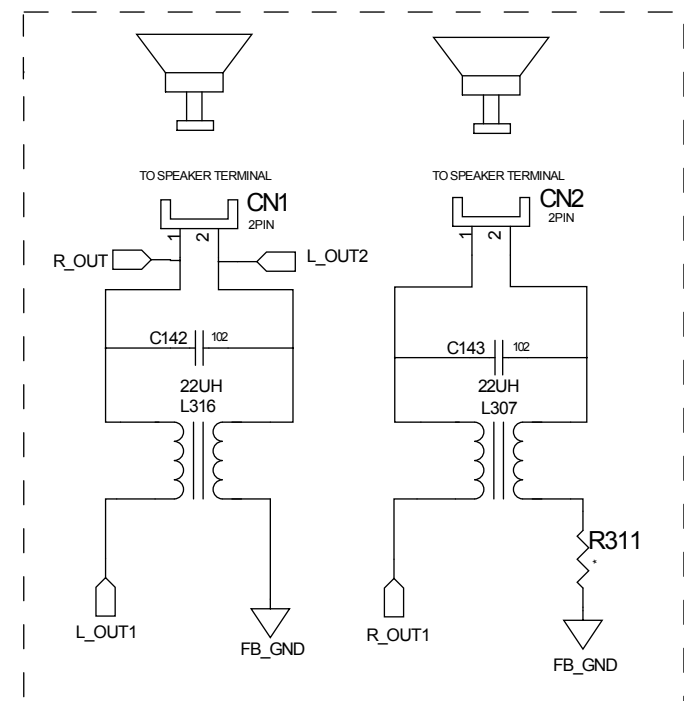 TO SPEAKER TERMINAL
CN1
2PIN
1
2
R_OUT
L_OUT2
C142
102
22UH
L316
L_OUT1
FB_GND
TO SPEAKER TERMINAL
CN2
2PIN
1
2
C143
102
22UH
L307
R311
*
R_OUT1
FB_GND